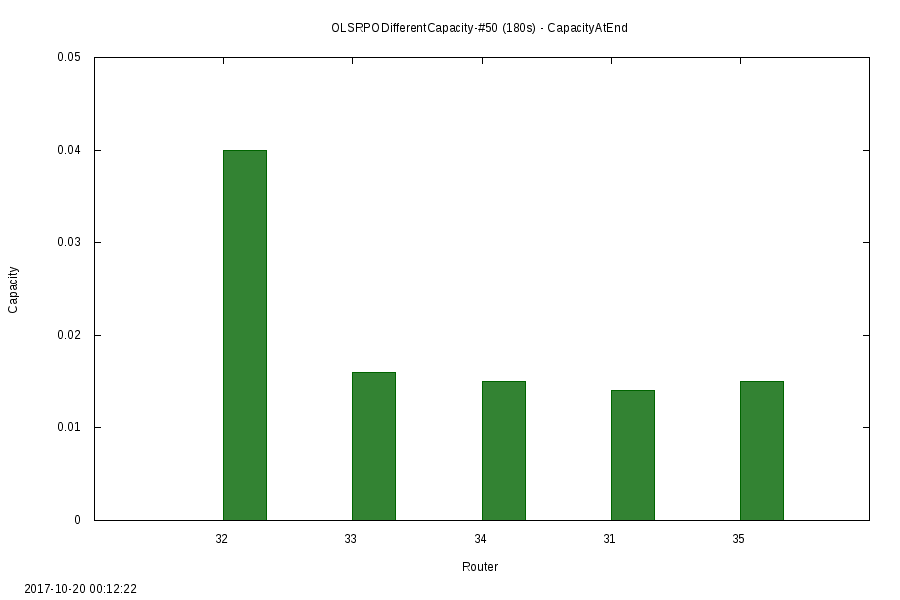 OLSRPODifferentCapacity-#50 (180s) - CapacityAtEnd
0.05
0.04
0.03
0.02
0.01
0
Capacity
32 33 34 31 35
Router
2017-10-20 00:12:22